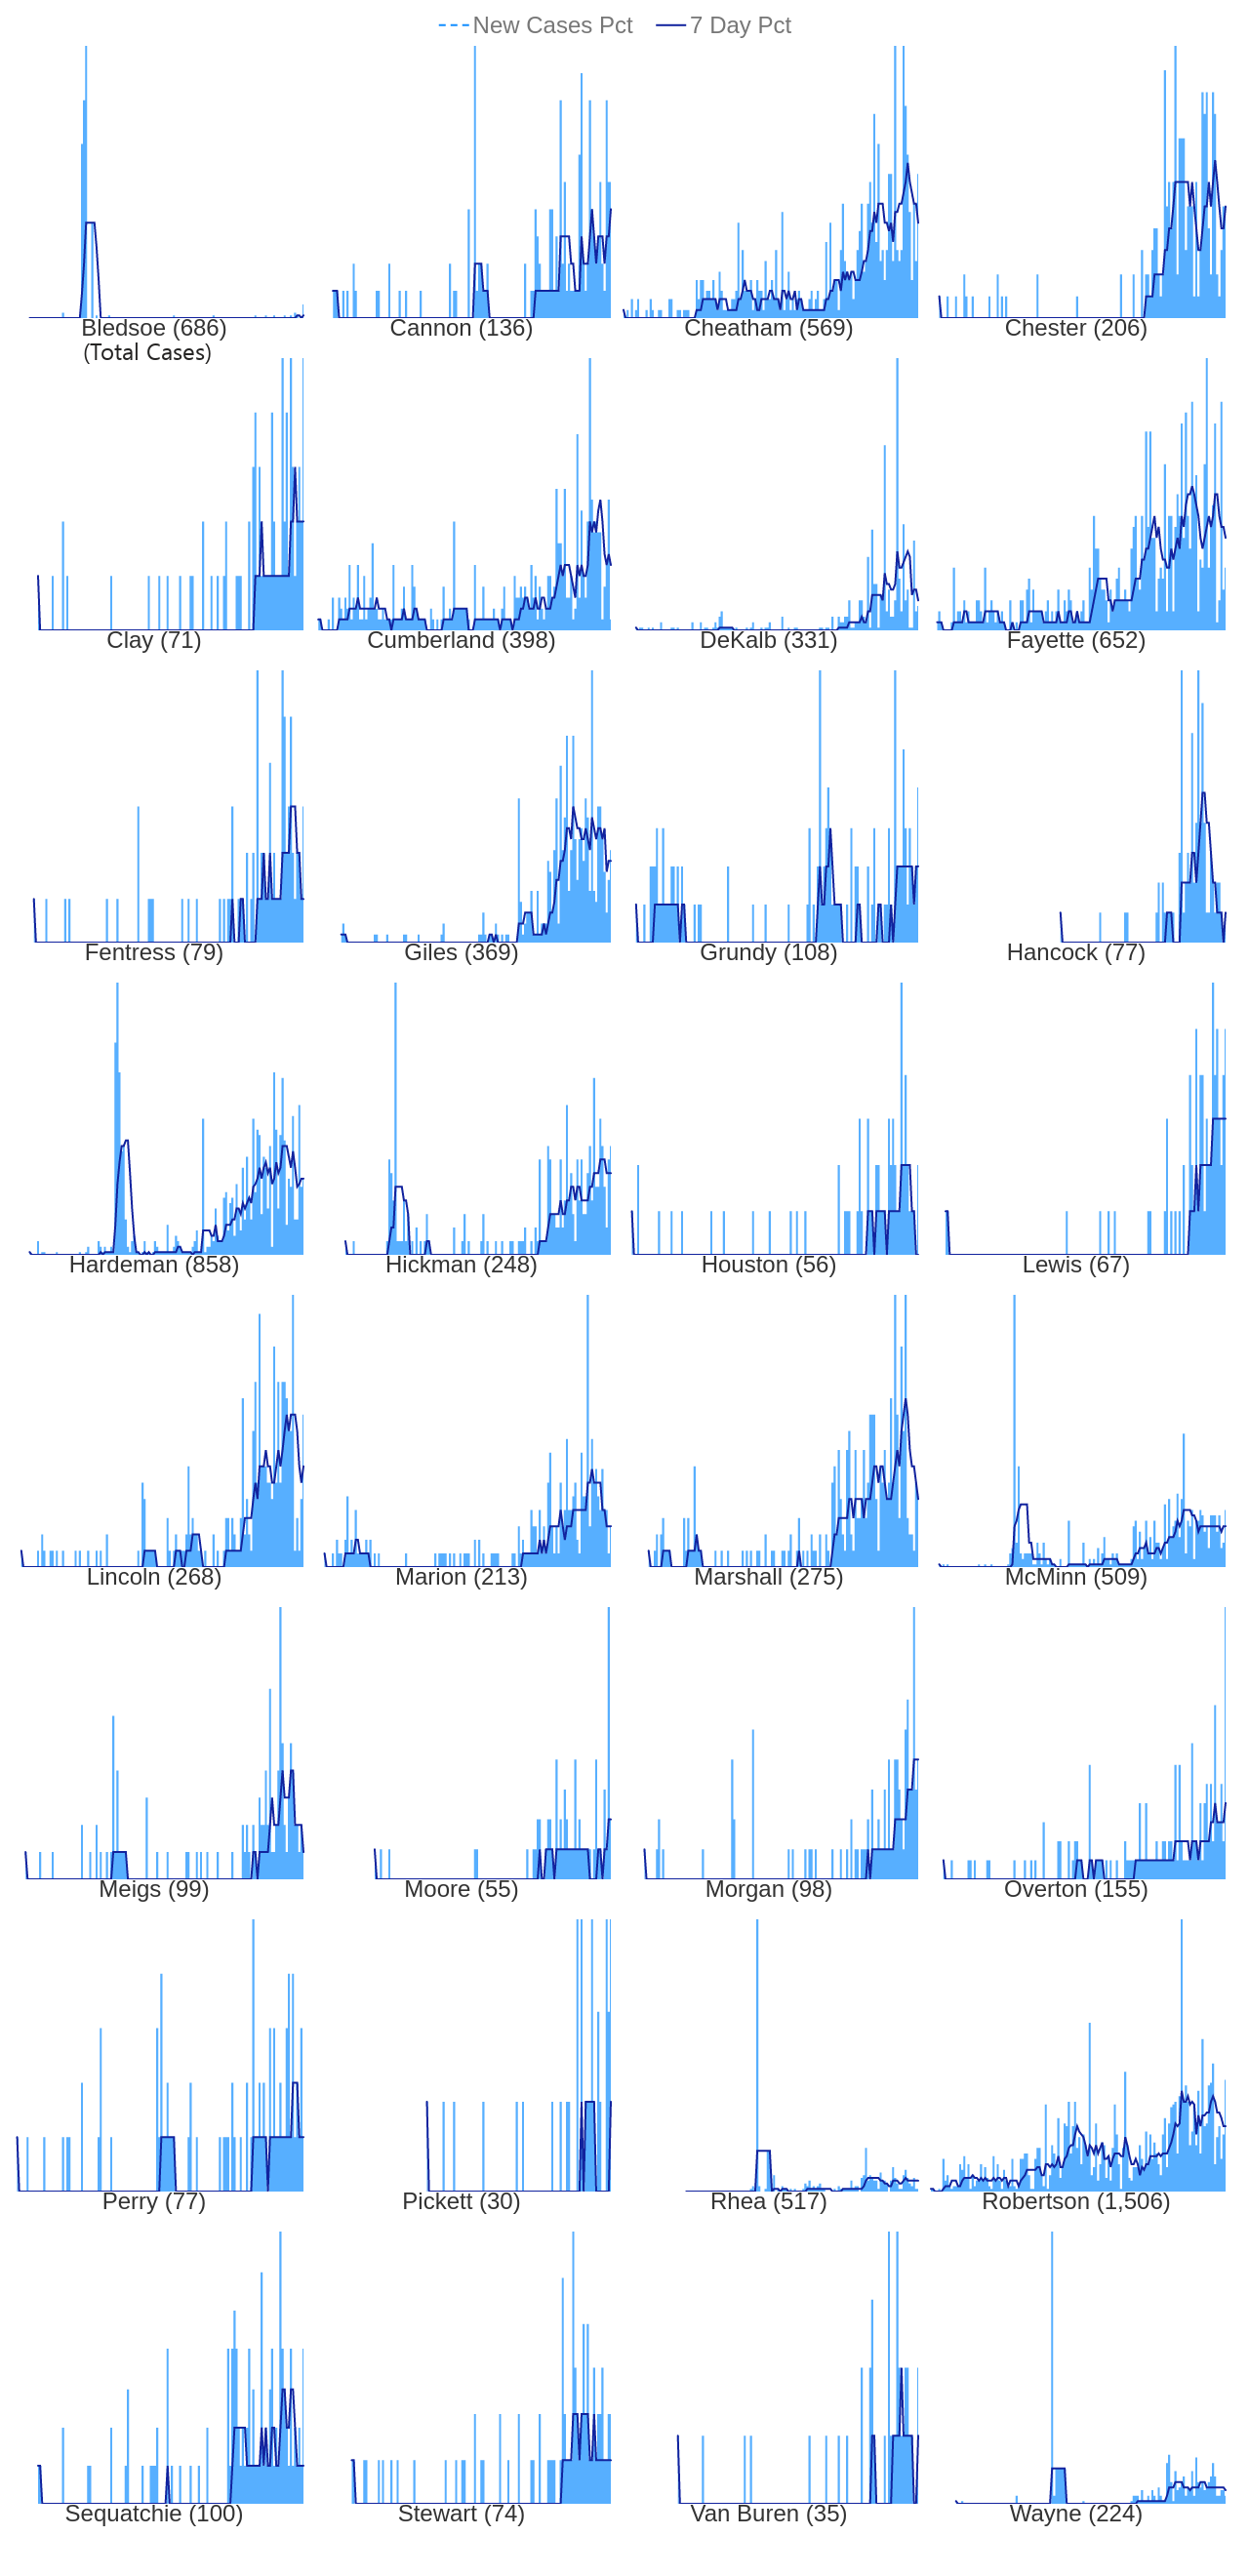 New Cases Pct 7 Day Pct
Bledsoe (686) Cannon (136) Cheatham (569) Chester (206)
(Total Cases)
Clay (71) Cumberland (398) DeKalb (331) Fayette (652)
Fentress (79) Giles (369) Grundy (108) Hancock (77)
Hardeman (858) Hickman (248) Houston (56) Lewis (67)
Lincoln (268) Marion (213) Marshall (275) McMinn (509)
Meigs (99) Moore (55) Morgan (98) Overton (155)
Perry (77) Pickett (30) Rhea (517) Robertson (1,506)
Sequatchie (100) Stewart (74) Van Buren (35) Wayne (224)